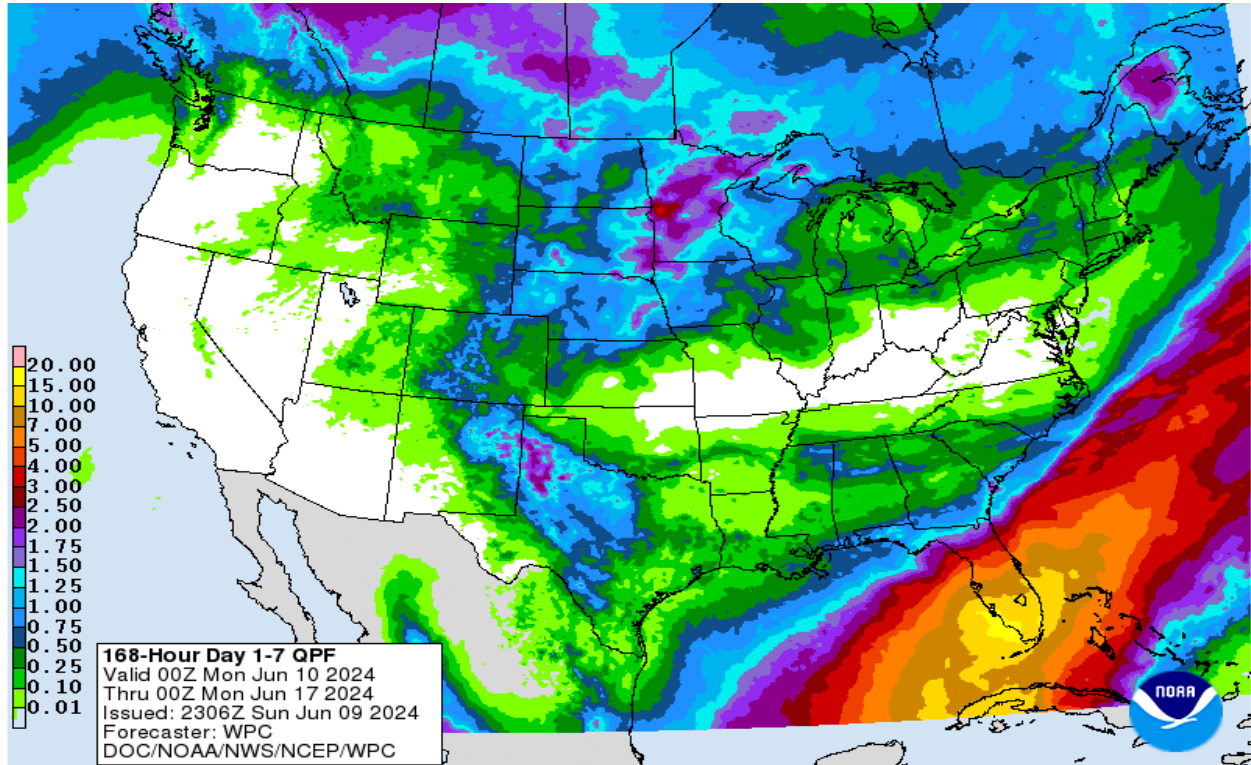 20.00
15.00
10.00
7.00
5.00
4.00
3.00
2.50
2.00
1.75
1.50
1.25
1.00
0.75
0.50
0.25
0.10
0.01
168-Hour Day 1-7 QPF
Valid 00Z Mon Jun 10 2024
Thru 00Z Mon Jun 17 2024
Issued: 2306Z Sun Jun 09 2024
Forecaster: WPC
DOC/NOAA/NWS/NCEP/WPC
NOAA